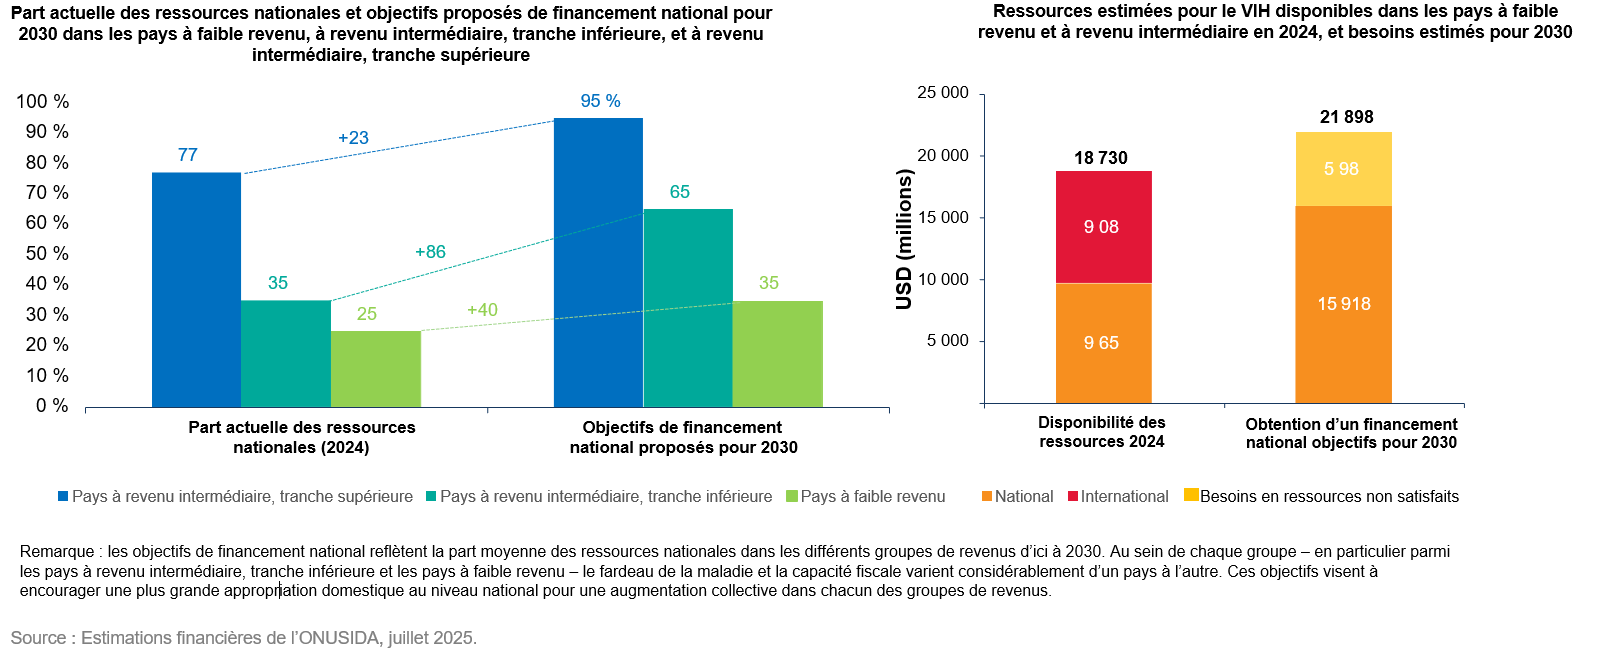 Part actuelle des ressources nationales et objectifs proposés de financement national pour
2030 dans les pays à faible revenu, à revenu intermédiaire, tranche inférieure, et à revenu
intermédiaire, tranche supérieure
100 %
90 %
80 %
70 %
60 %
50 %
40 %
30 %
20 %
10 %
0 %
77
35
25
+23
+86
+40
95 %
65
35
Part actuelle des ressources
nationales (2024)
Objectifs de financement
national proposés pour 2030
Pays à revenu intermédiaire, tranche supérieure
Pays à revenu intermédiaire, tranche inférieure
Pays à faible revenu
Ressources estimées pour le VIH disponibles dans les pays à faible
revenu et à revenu intermédiaire en 2024, et besoins estimés pour 2030
USD (millions)
25 000
20 000
15 000
10 000
5 000
18 730
9 08
9 65
21 898
5 98
15 918
Disponibilité des
ressources 2024
Obtention d’un financement
national objectifs pour 2030
National
International
Besoins en ressources non satisfaits
Remarque : les objectifs de financement national reflètent la part moyenne des ressources nationales dans les différents groupes de revenus d’ici à 2030. Au sein de chaque groupe – en particulier parmi
les pays à revenu intermédiaire, tranche inférieure et les pays à faible revenu – le fardeau de la maladie et la capacité fiscale varient considérablement d’un pays à l’autre. Ces objectifs visent à
encourager une plus grande appropriation domestique au niveau national pour une augmentation collective dans chacun des groupes de revenus.
Source : Estimations financières de l’ONUSIDA, juillet 2025.